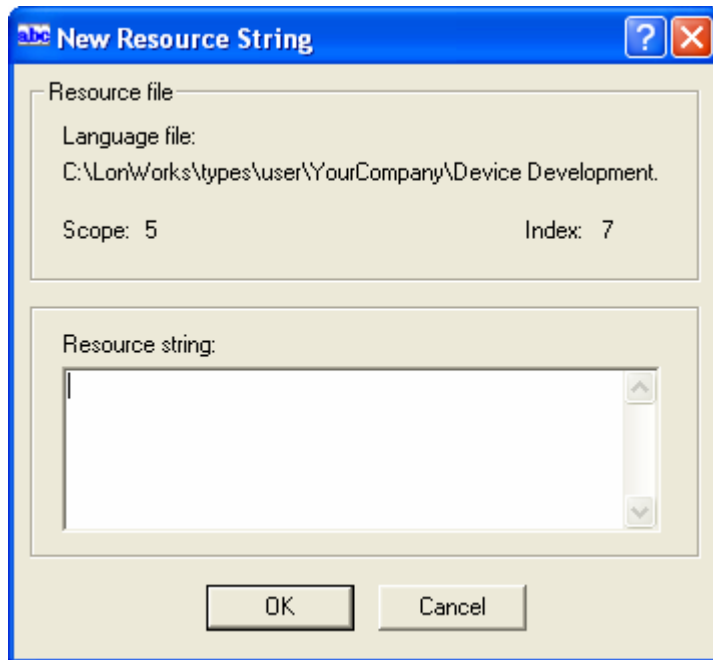 abc New Resource String ?
Resource file
Language file:
C:\LonWorks\types\user\YourCompany\Device Development.
Scope: 5 Index: 7
Resource string:
OK Cancel